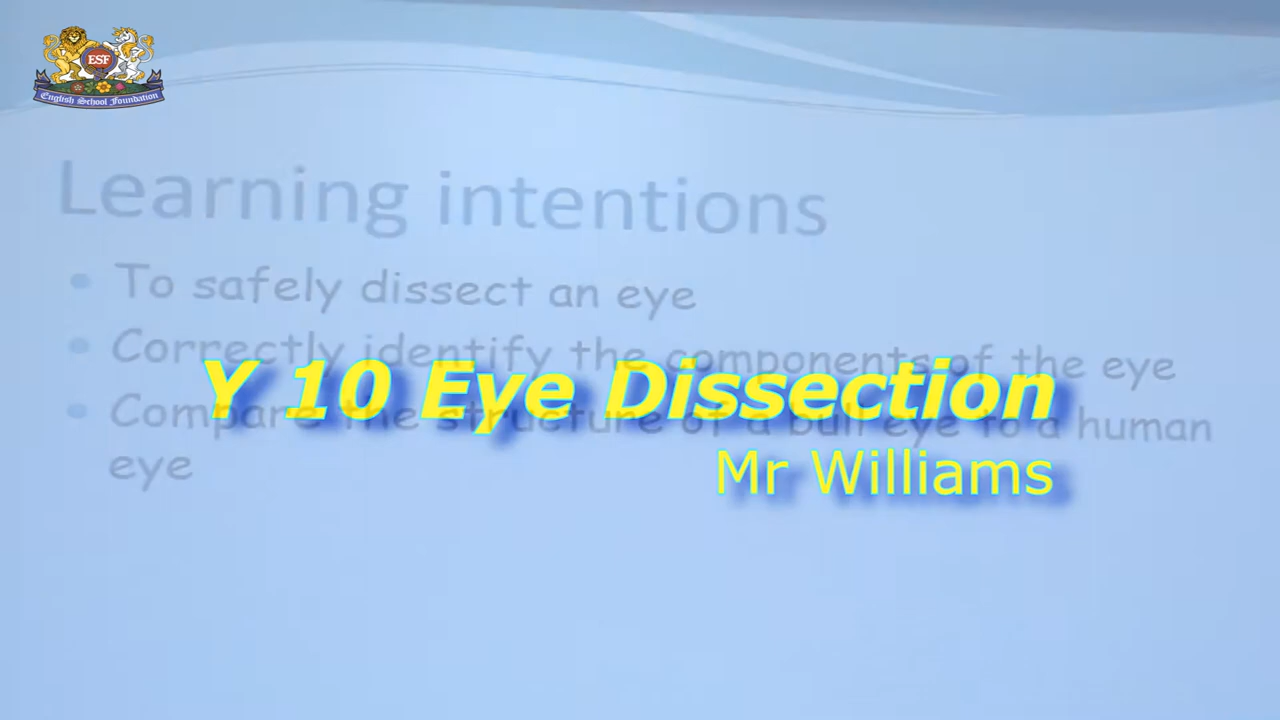 ESF
English School Foundation
Learning intentions
• To safely dissect an eye
• Correctly identify the components of the eye
Y 10 Eye Dissection
• Compare the structure of a bull eye to a human
eye
Mr Williams